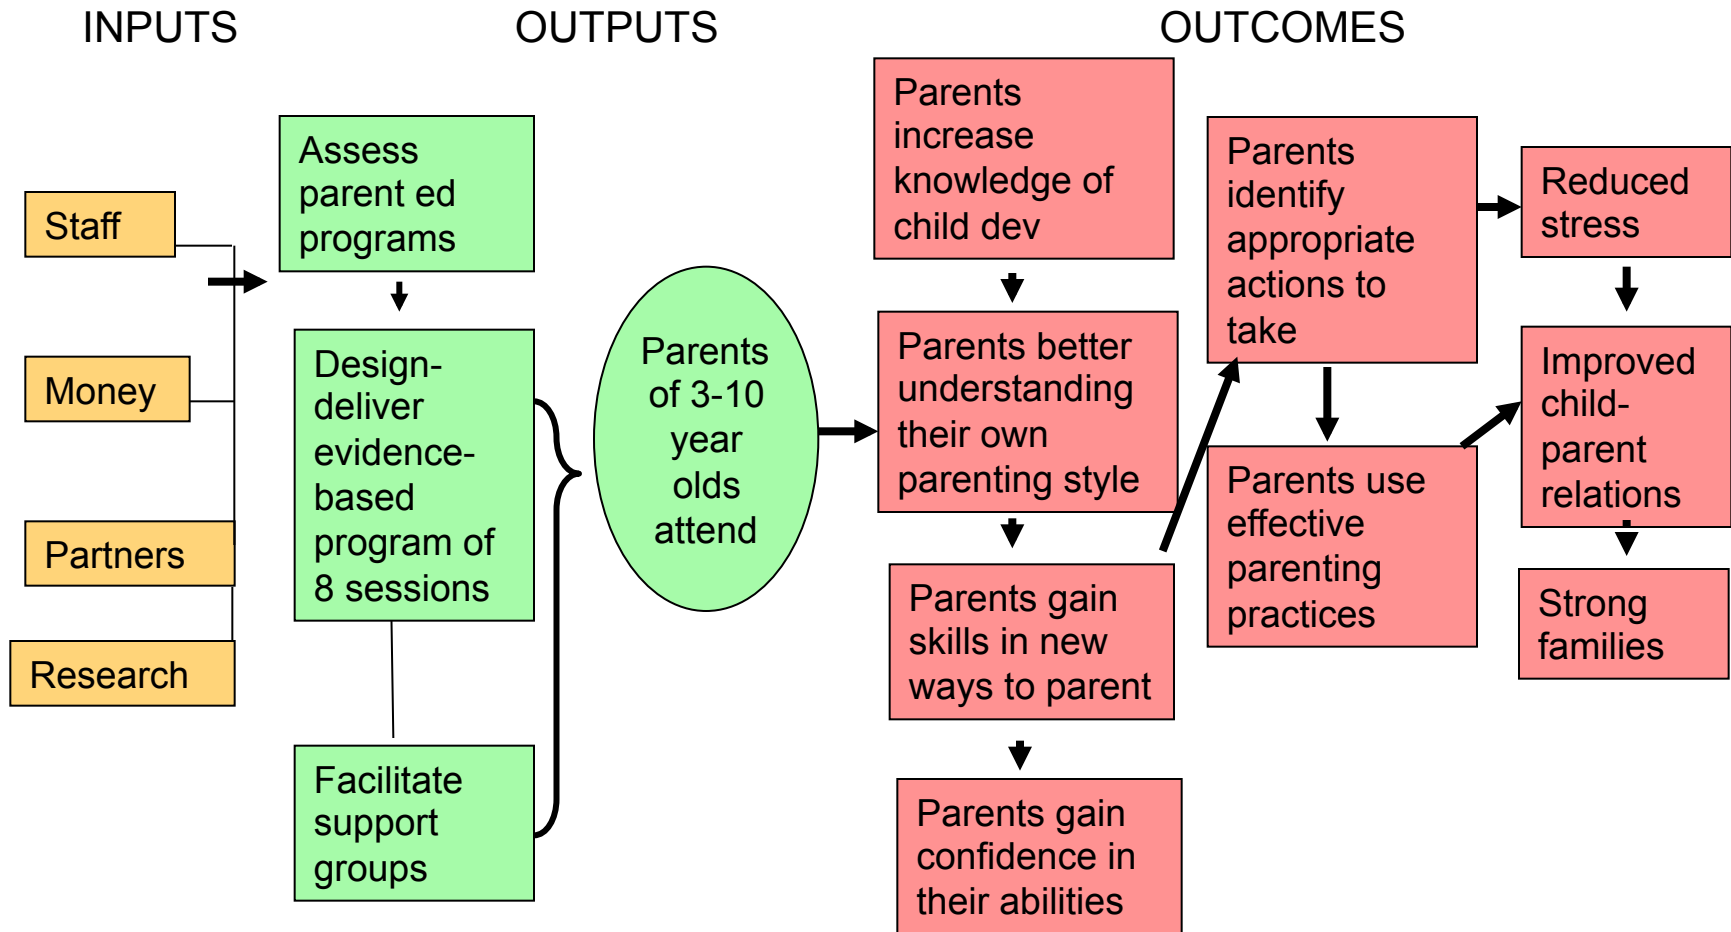 INPUTS
OUTPUTS
OUTCOMES
Staff
Money
Partners
Research
Assess
parent ed
programs
Design-
deliver
evidence-
based
program of
8 sessions
Facilitate
support
groups
Parents
of 3-10
year
olds
attend
Parents
increase
knowledge of
child dev
Parents better
understanding
their own
parenting style
Parents gain
skills in new
ways to parent
Parents gain
confidence in
their abilities
Parents
identify
appropriate
actions to
take
Parents use
effective
parenting
practices
Reduced
stress
Improved
child-
parent
relations
Strong
families